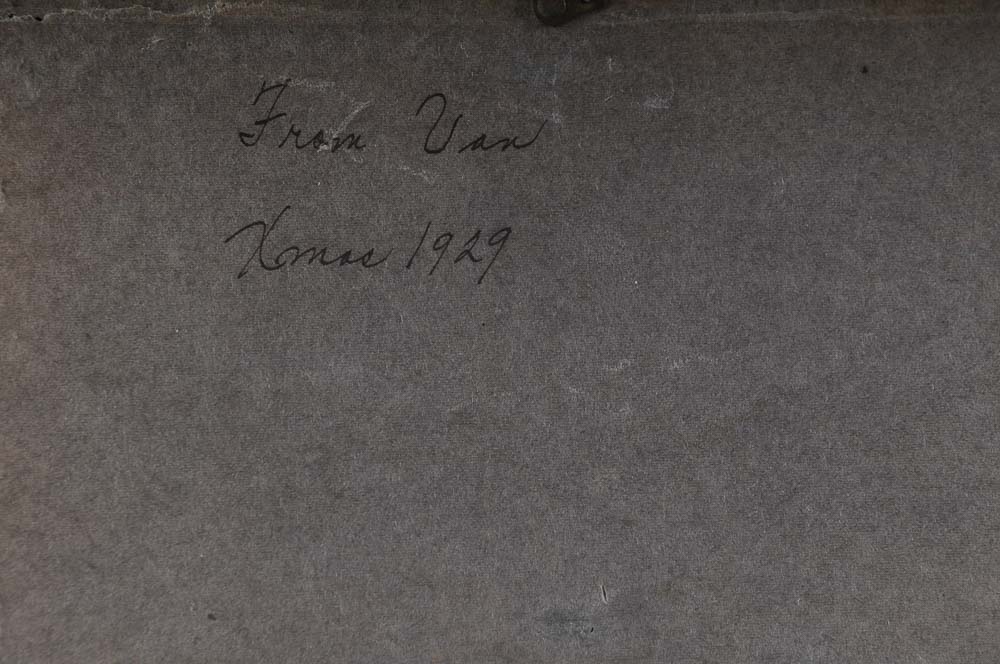 From Van
Xmas 1929